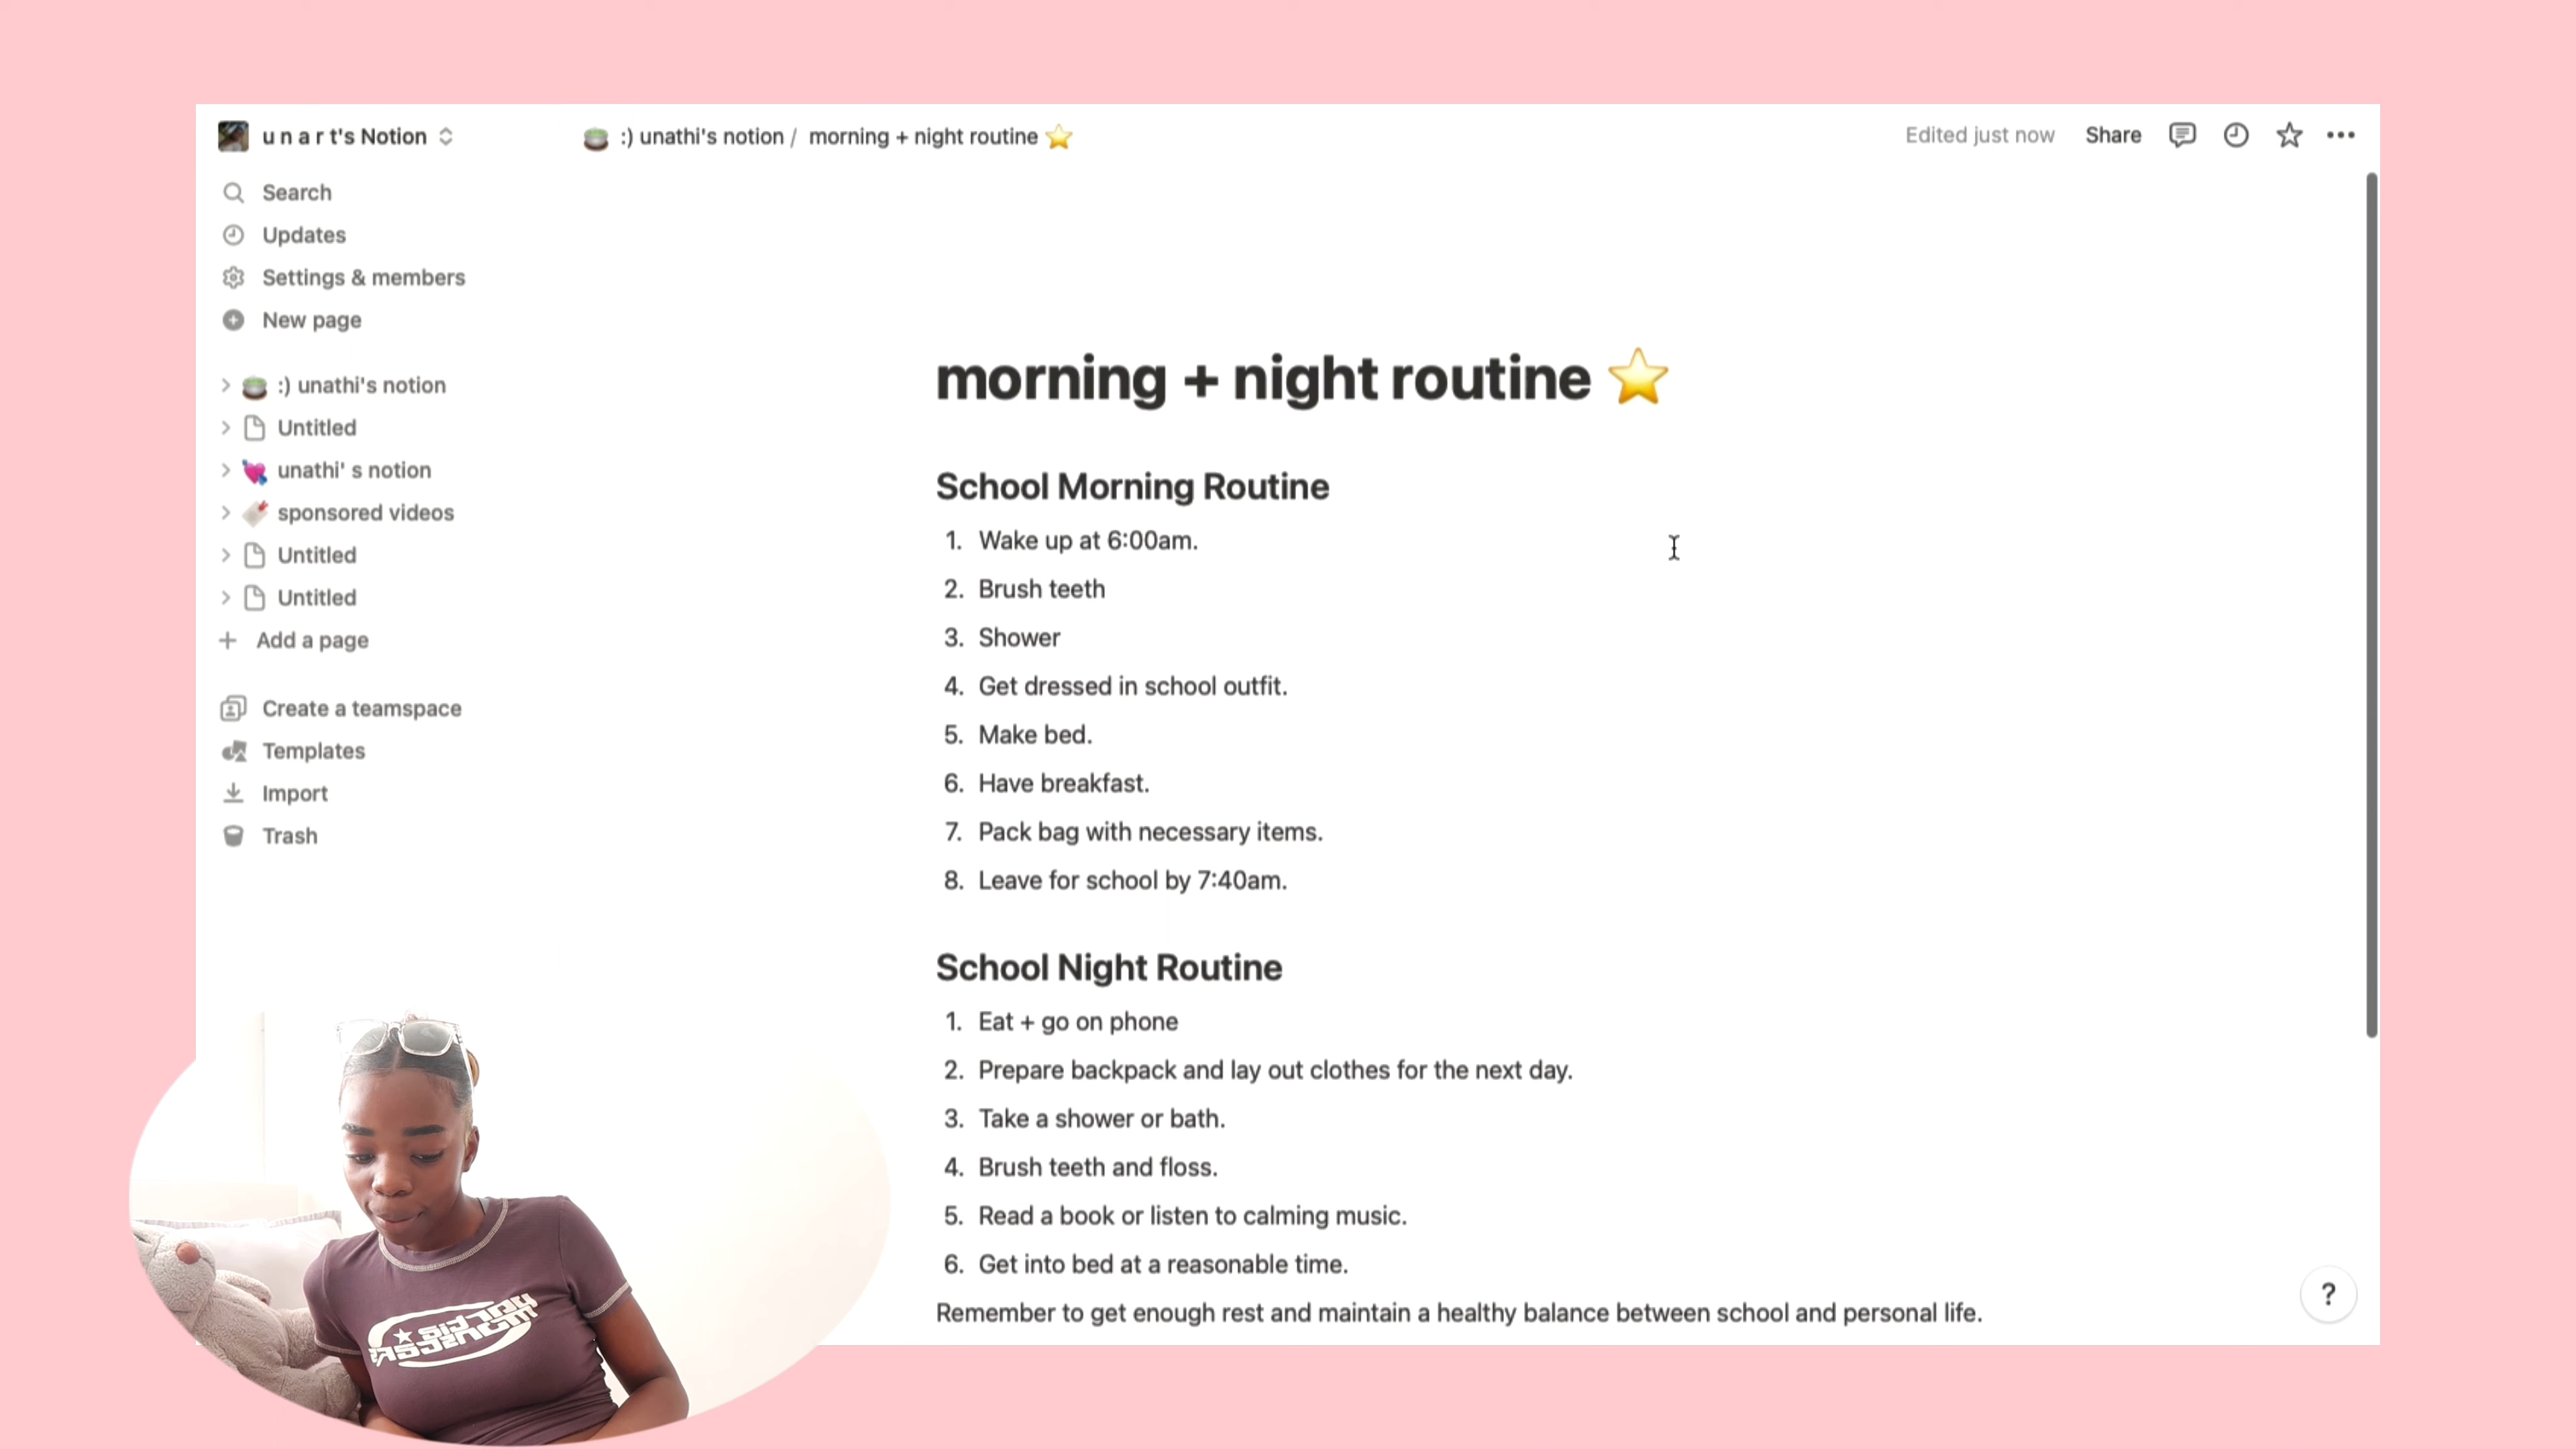 u n a r t's Notion
:) unathi's notion / morning + night routine ⭐
Edited just now
Share
Search
Updates
Settings & members
New page
:) unathi's notion
Untitled
unathi' s notion
sponsored videos
Untitled
Untitled
Add a page
Create a teamspace
Templates
Import
Trash
morning + night routine ⭐
School Morning Routine
1. Wake up at 6:00am.
2. Brush teeth
3. Shower
4. Get dressed in school outfit.
5. Make bed.
6. Have breakfast.
7. Pack bag with necessary items.
8. Leave for school by 7:40am.
School Night Routine
1. Eat + go on phone
2. Prepare backpack and lay out clothes for the next day.
3. Take a shower or bath.
4. Brush teeth and floss.
5. Read a book or listen to calming music.
6. Get into bed at a reasonable time.
Remember to get enough rest and maintain a healthy balance between school and personal life.
?